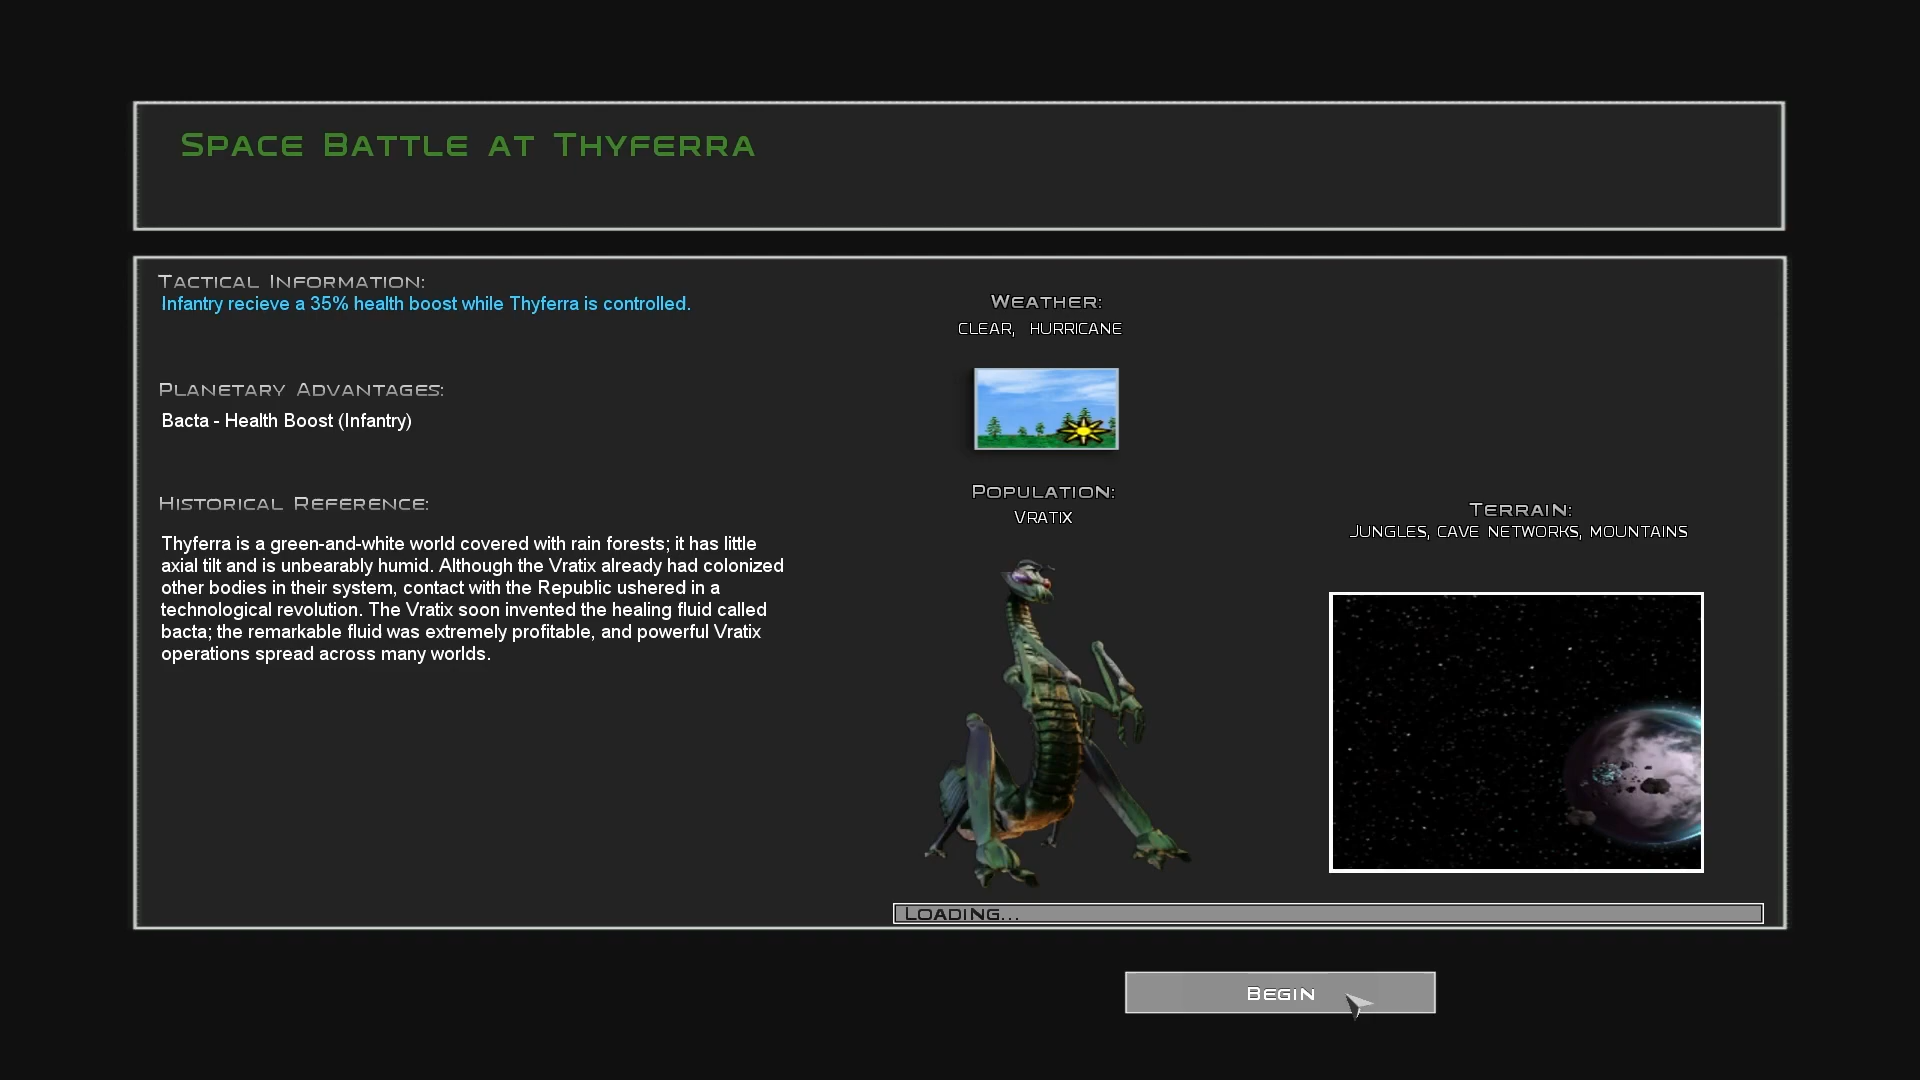 Space Battle at Thyferra
Tactical Information:
Infantry recieve a 35% health boost while Thyferra is controlled.
Planetary Advantages:
Bacta - Health Boost (Infantry)
Historical Reference:
Thyferra is a green-and-white world covered with rain forests; it has little
axial tilt and is unbearably humid. Although the Vratix already had colonized
other bodies in their system, contact with the Republic ushered in a
technological revolution. The Vratix soon invented the healing fluid called
bacta; the remarkable fluid was extremely profitable, and powerful Vratix
operations spread across many worlds.
Weather:
CLEAR, HURRICANE
Population:
VRATIX
Terrain:
JUNGLES, CAVE NETWORKS, MOUNTAINS
Loading...
Begin